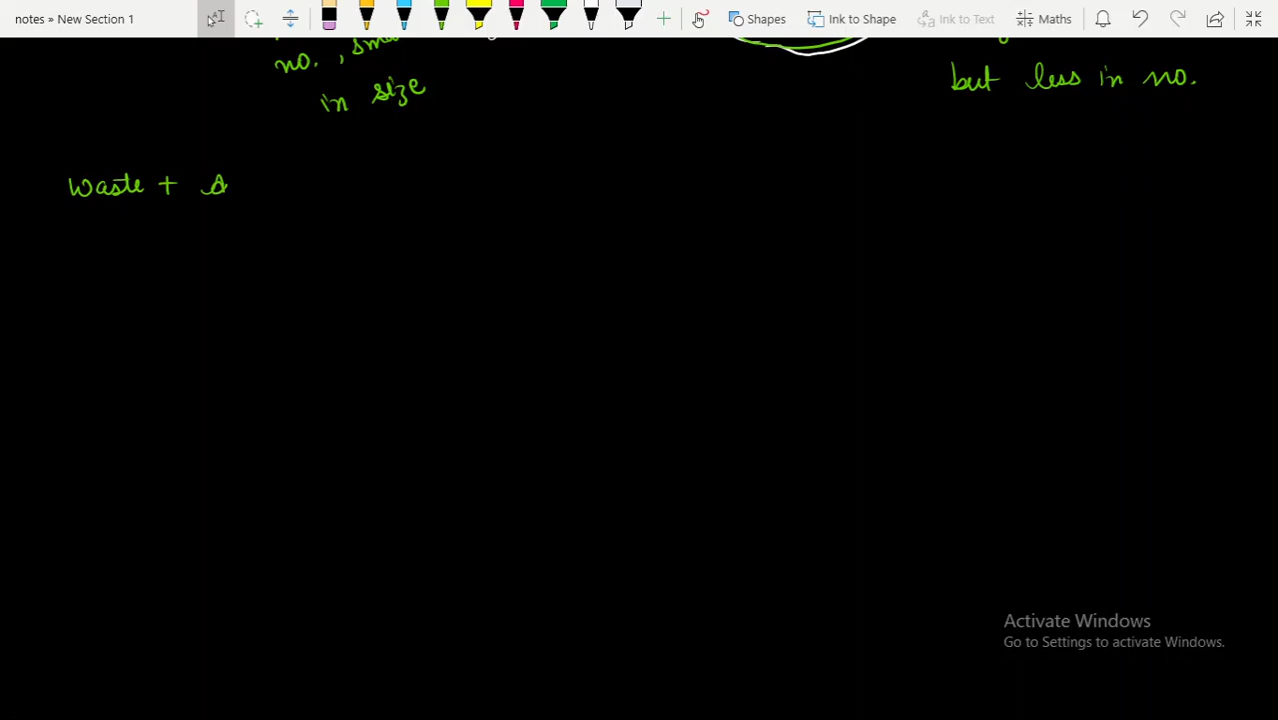 notes » New Section 1
Shapes
Ink to Shape
Ink to Text
Maths
no. ,
in size
but less in no.
Waste +
Activate Windows
Go to Settings to activate Windows.